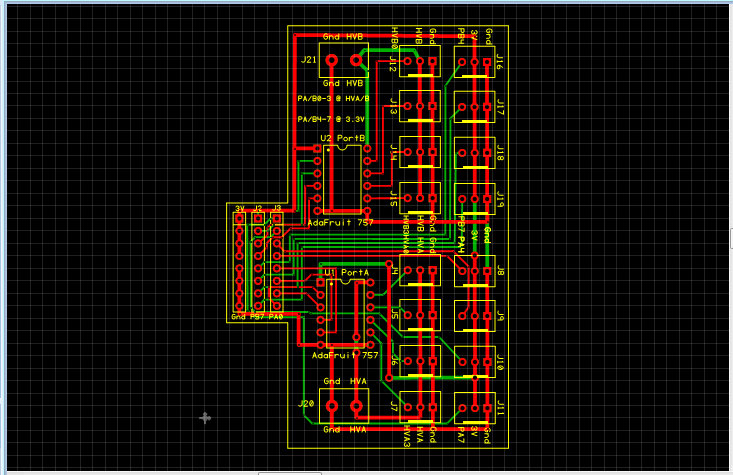 Gnd HVB
HVB0 HVB Gnd
PB4 3V Gnd
J21
J12
J16
Gnd HVB
PA/B0-3 @ HVA/B
J13
J17
PA/B4-7 @ 3.3V
U2 PortB
J14
J18
J15
J19
3V J2 J3
AdaFruit 757
HVB HVA
Gnd Gnd
PB7 PA4
3V
Gnd
U1 PortA
J4
J8
Gnd PB7 PA0
J5
J9
AdaFruit 757
J6
J10
Gnd HVA
J20
J7
J11
Gnd HVA
HVA3 HVA Gnd
PA7 3V Gnd